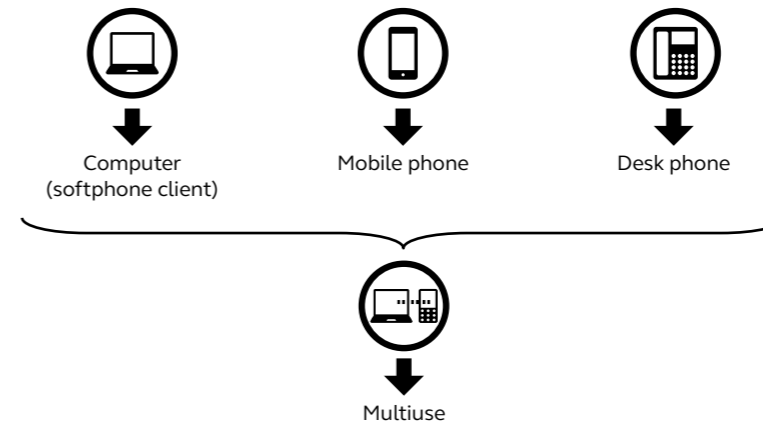 Computer
(softphone client)
Mobile phone
Desk phone
Multiuse